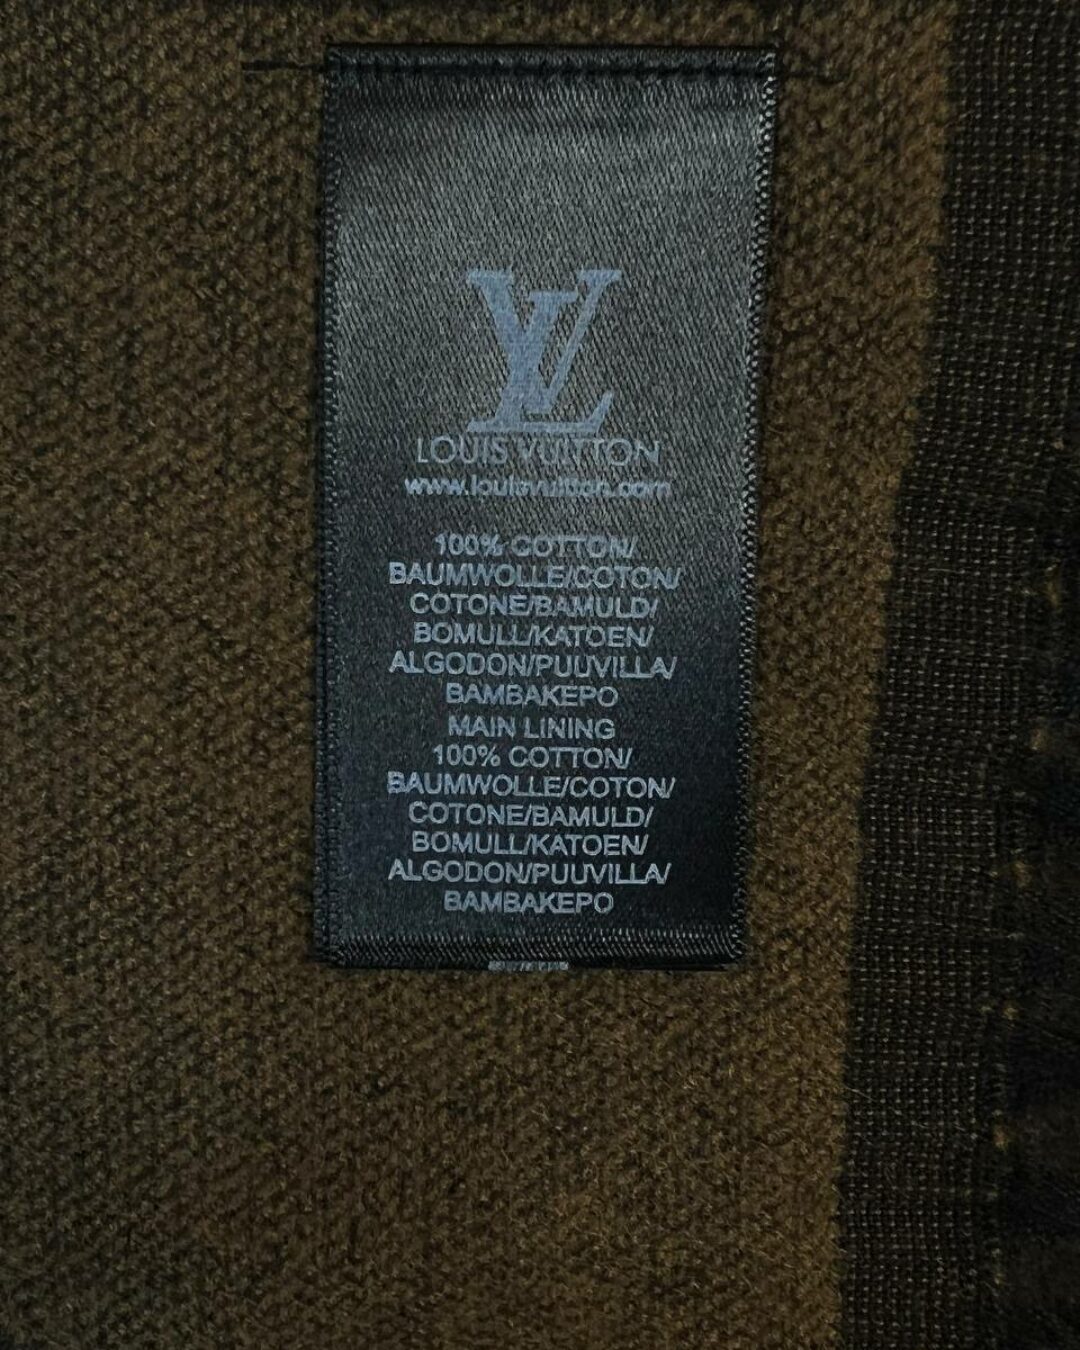 LV
LOUIS VUITTON
www.louisvuitton.com
100% COTTON/
BAUMWOLLE/COTON/
COTONE/BAMULD/
BOMULL/KATOEN/
ALGODON/PUUVILLA/
BAMBAKEPO
MAIN LINING
100% COTTON/
BAUMWOLLE/COTON/
COTONE/BAMULD/
BOMULL/KATOEN/
ALGODON/PUUVILLA/
BAMBAKEPO